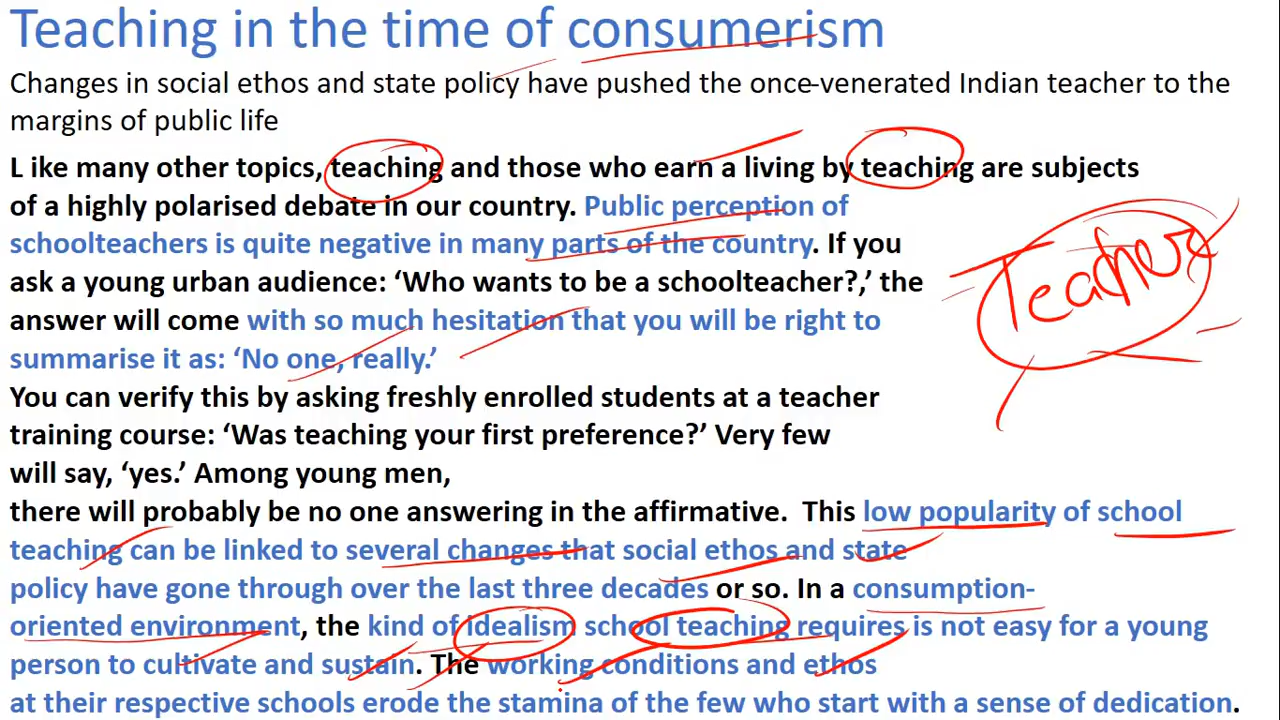 Teaching in the time of consumerism
Changes in social ethos and state policy have pushed the once-venerated Indian teacher to the
margins of public life
L ike many other topics, teaching and those who earn a living by teaching are subjects
of a highly polarised debate in our country. Public perception of
schoolteachers is quite negative in many parts of the country. If you
ask a young urban audience: ‘Who wants to be a schoolteacher?,’ the
answer will come with so much hesitation that you will be right to
summarise it as: ‘No one, really.’
Teacher
You can verify this by asking freshly enrolled students at a teacher
training course: ‘Was teaching your first preference?’ Very few
will say, ‘yes.’ Among young men,
there will probably be no one answering in the affirmative. This low popularity of school
teaching can be linked to several changes that social ethos and state
policy have gone through over the last three decades or so. In a consumption-
oriented environment, the kind of idealism school teaching requires is not easy for a young
person to cultivate and sustain. The working conditions and ethos
at their respective schools erode the stamina of the few who start with a sense of dedication.